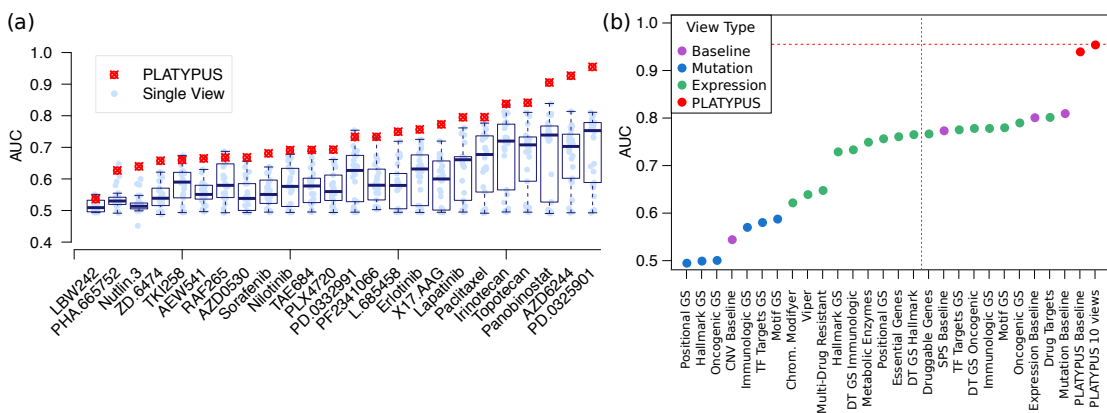 (a)
AUC
1.0
0.9
0.8
0.7
0.6
0.5
0.4
PLATYPUS
Single View
LBW242
PHA.665752
Nutlin.3
ZD.6474
TKI258
AEW541
RAF265
AZD0530
Sorafenib
Nilotinib
TAE684
PLX4720
PD.0332991
PF2341066
L.685458
Erlotinib
X17.AAG
Lapatinib
Paclitaxel
Irinotecan
Topotecan
Panobinostat
AZD6244
PD.0325901
(b)
AUC
1.0
0.9
0.8
0.7
0.6
0.5
View Type
Baseline
Mutation
Expression
PLATYPUS
Positional GS
Hallmark GS
Oncogenic GS
CNV Baseline
Immunologic GS
TF Targets GS
Motif GS
Chrom. Modifyer
Viper
Multi-Drug Resistant
Hallmark GS
DT GS Immunologic
Metabolic Enzymes
Positional GS
Essential Genes
DT GS Hallmark
Druggable Genes
SPS Baseline
TF Targets GS
DT GS Oncogenic
Immunologic GS
Motif GS
Oncogenic GS
Expression Baseline
Drug Targets
Mutation Baseline
PLATYPUS Baseline
PLATYPUS 10 views